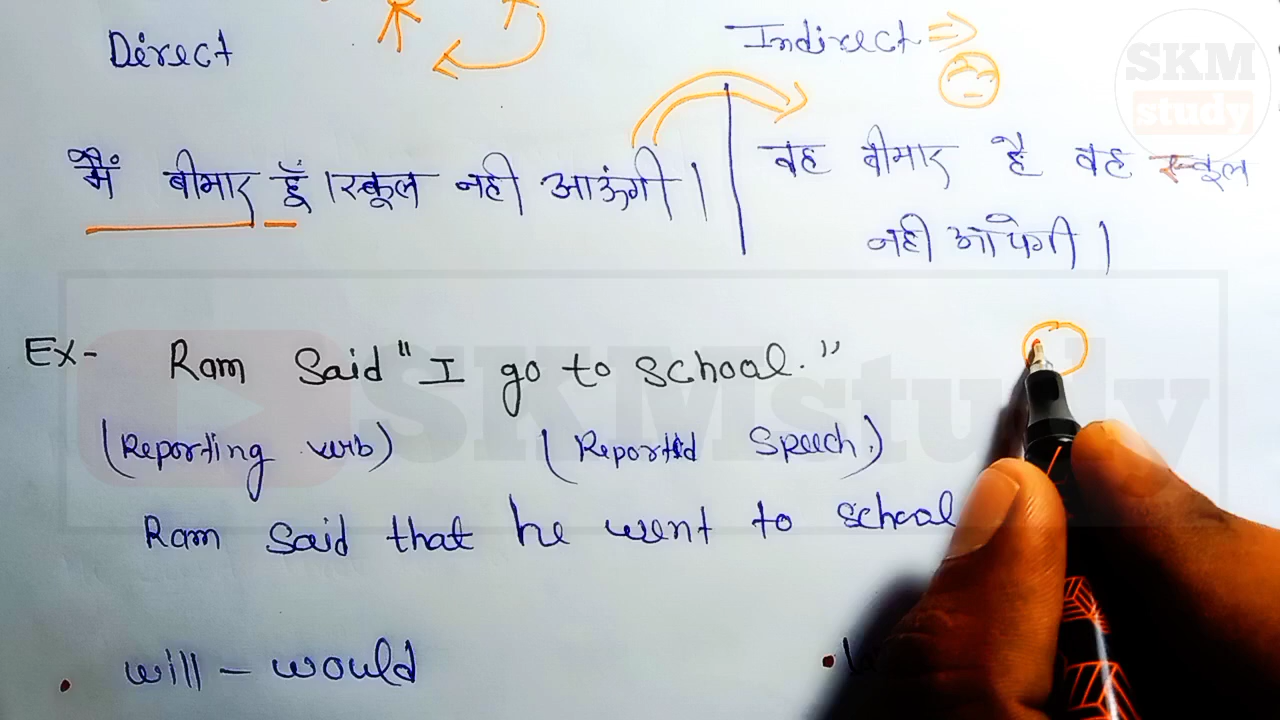 Direct
Indirect ⇒
SKM
study
मैं बीमार हूँ। स्कूल नही आऊंगी।
वह बीमार है वह स्कूल
नही आयेगी।
Ex- Ram Said "I go to School."
(Reporting verb) (Reported Speech.)
Ram Said that he went to School
• will - would
SKMstudy